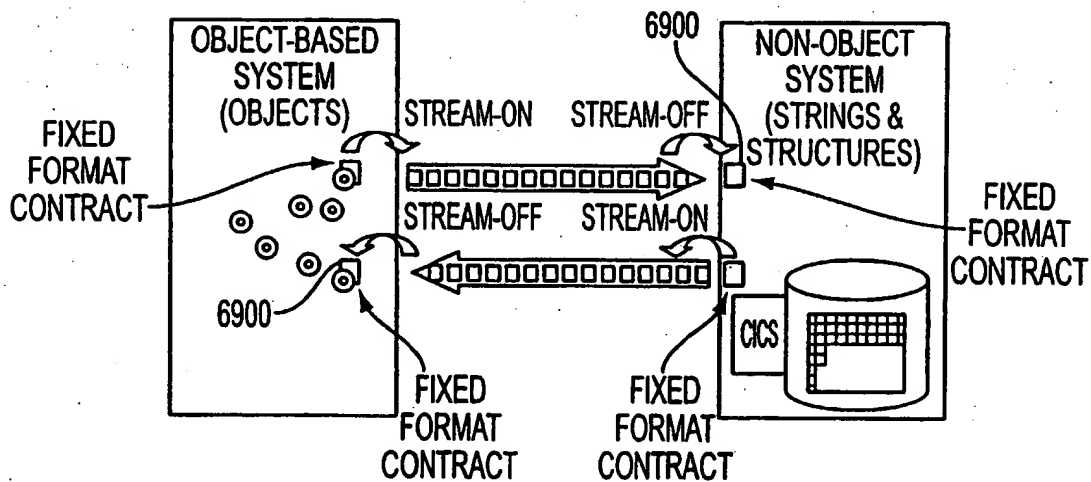 OBJECT-BASED
SYSTEM
(OBJECTS)
6900
NON-OBJECT
SYSTEM
(STRINGS &
STRUCTURES)
FIXED
FORMAT
CONTRACT
STREAM-ON
STREAM-OFF
STREAM-OFF
STREAM-ON
FIXED
FORMAT
CONTRACT
6900
CICS
FIXED
FORMAT
CONTRACT
FIXED
FORMAT
CONTRACT